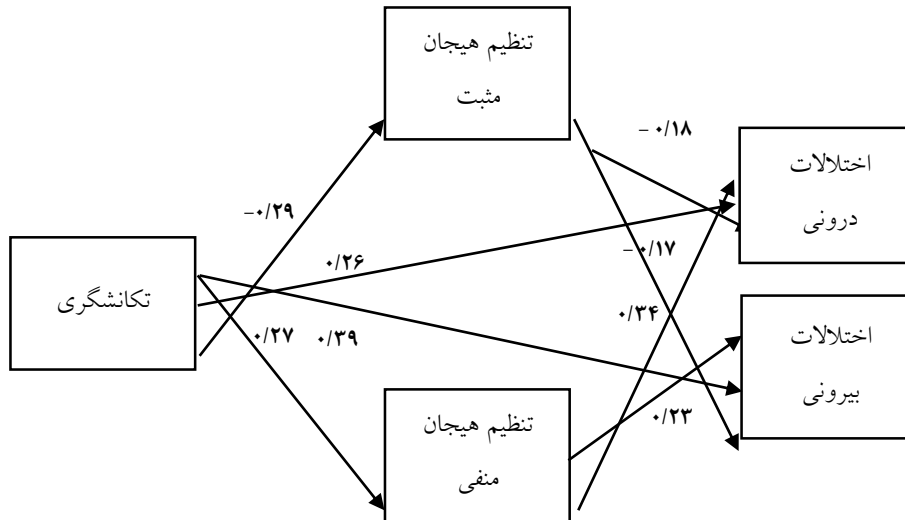 تنظیم هیجان
مثبت
−۰/۱۸
اختلالات
درونی
−۰/۲۹
−۰/۱۷
۰/۲۶
تکانشگری
۰/۲۷
۰/۳۹
۰/۳۴
اختلالات
بیرونی
تنظیم هیجان
منفی
۰/۲۳